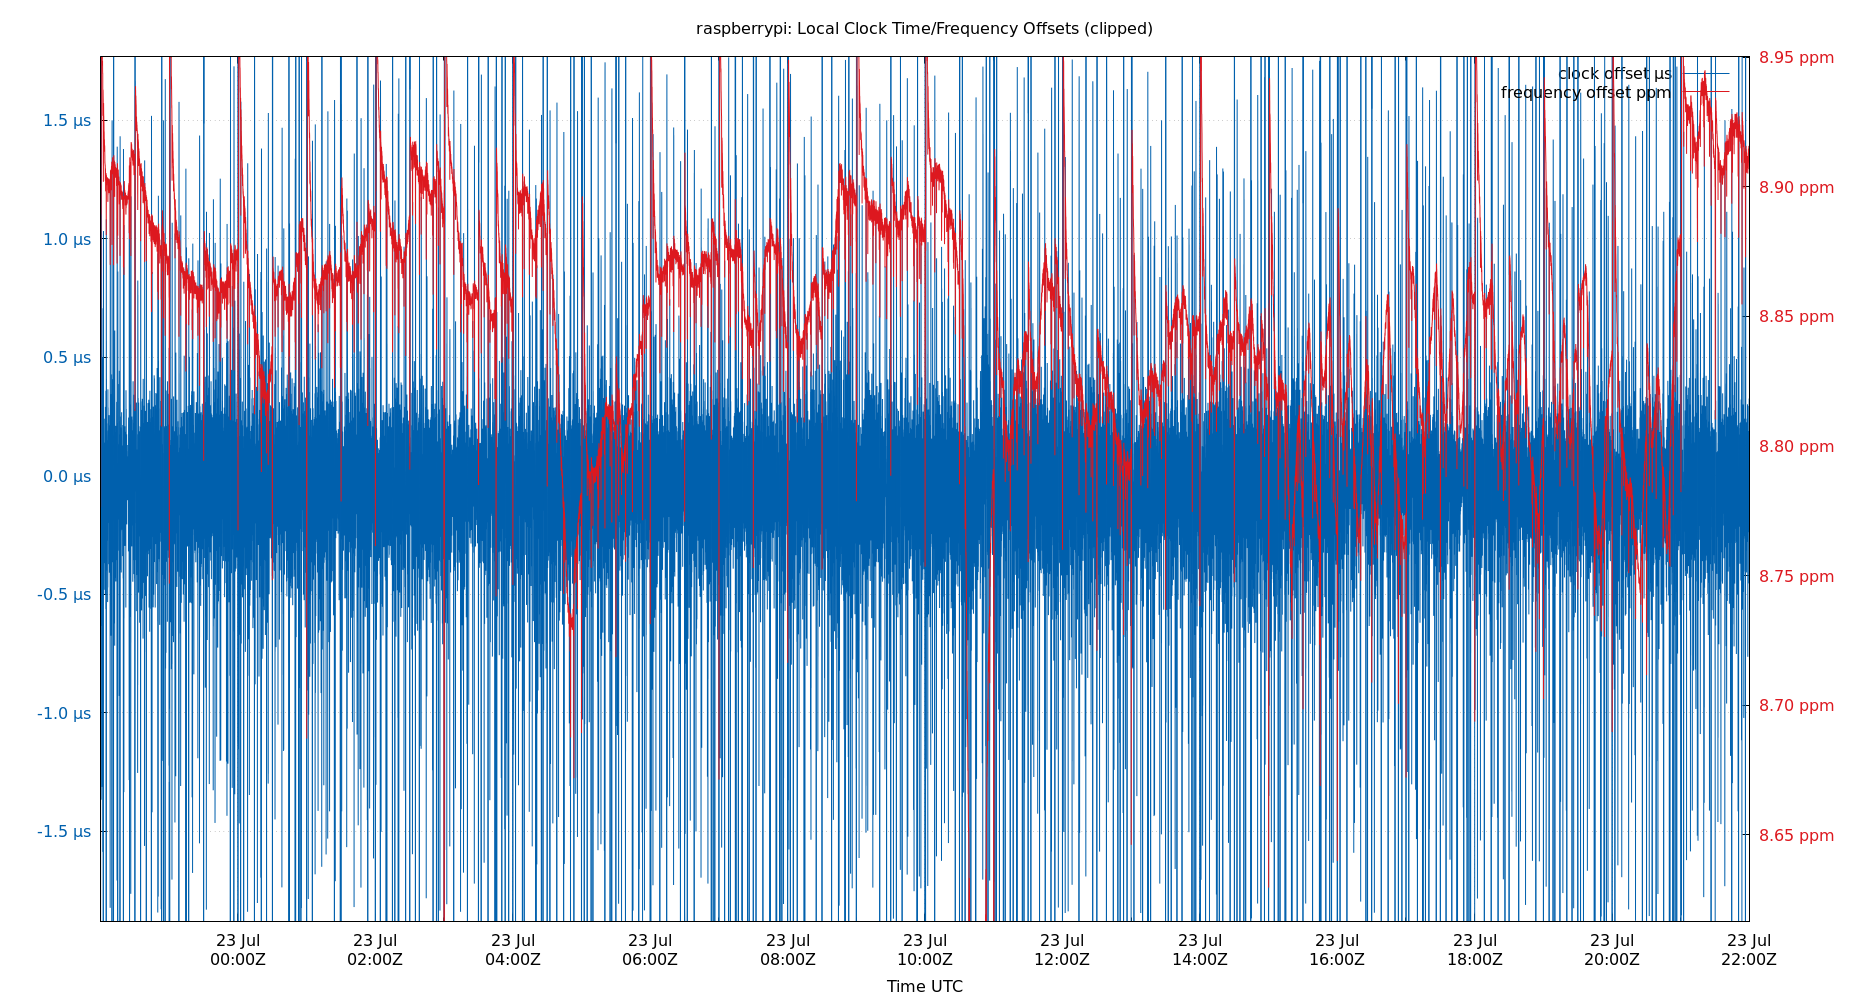 raspberrypi: Local Clock Time/Frequency Offsets (clipped)
clock offset µs
frequency offset ppm
1.5 µs
1.0 µs
0.5 µs
0.0 µs
-0.5 µs
-1.0 µs
-1.5 µs
8.95 ppm
8.90 ppm
8.85 ppm
8.80 ppm
8.75 ppm
8.70 ppm
8.65 ppm
23 Jul 23 Jul 23 Jul 23 Jul 23 Jul 23 Jul 23 Jul 23 Jul 23 Jul 23 Jul 23 Jul 23 Jul
00:00Z 02:00Z 04:00Z 06:00Z 08:00Z 10:00Z 12:00Z 14:00Z 16:00Z 18:00Z 20:00Z 22:00Z
Time UTC